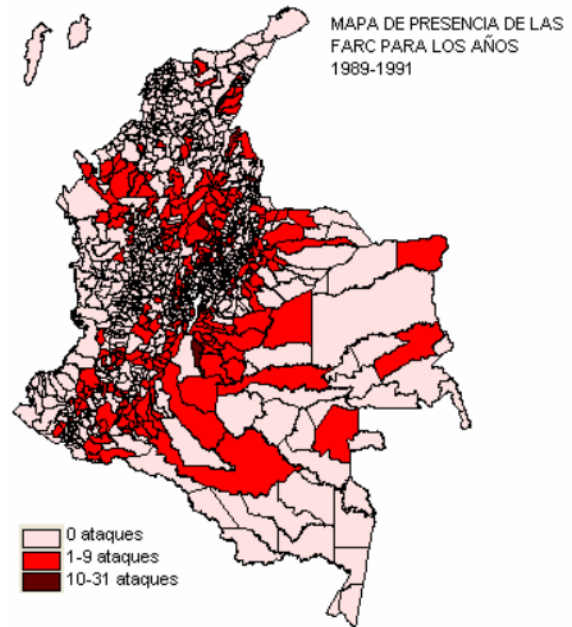 MAPA DE PRESENCIA DE LAS
FARC PARA LOS AÑOS
1989-1991
0 ataques
1-9 ataques
10-31 ataques